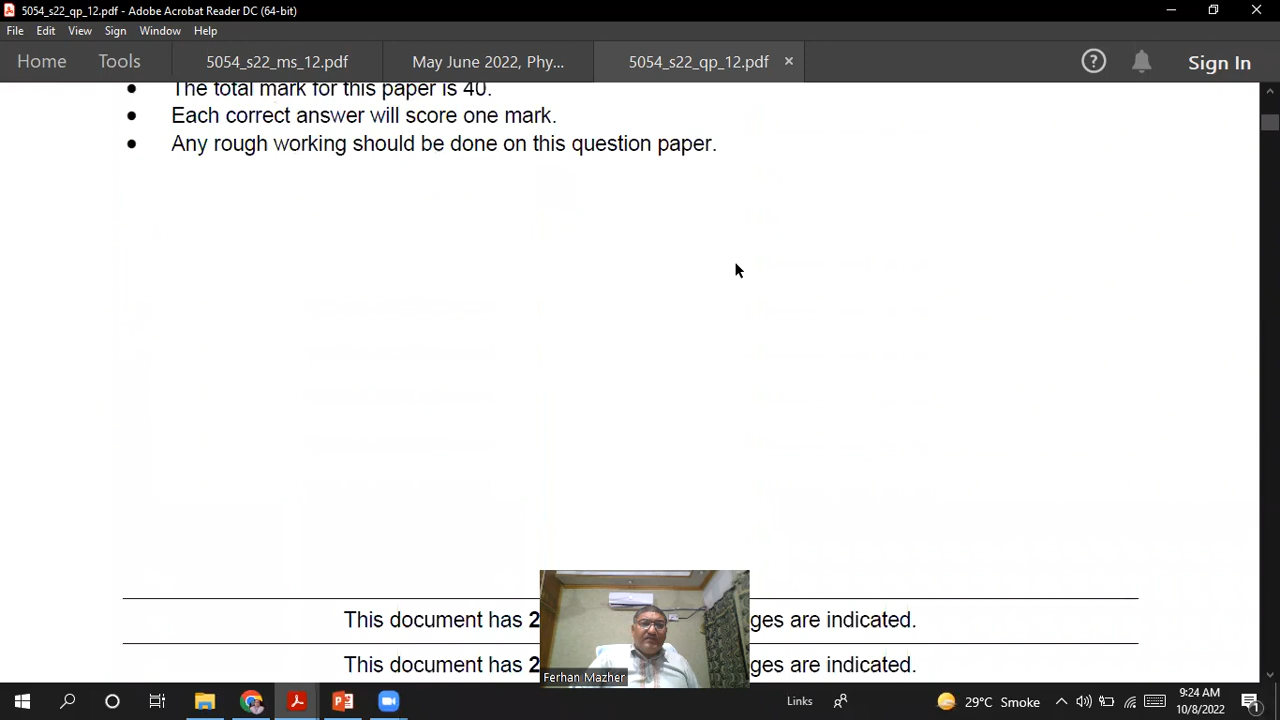 5054_s22_qp_12.pdf - Adobe Acrobat Reader DC (64-bit)
File Edit View Sign Window Help
Home Tools 5054_s22_ms_12.pdf May June 2022, Phy... 5054_s22_qp_12.pdf × Sign In
• The total mark for this paper is 40.
• Each correct answer will score one mark.
• Any rough working should be done on this question paper.
This document has 2
ges are indicated.
This document has 2
ges are indicated.
Ferhan Mazher
Links 29°C Smoke 9:24 AM
10/8/2022
1